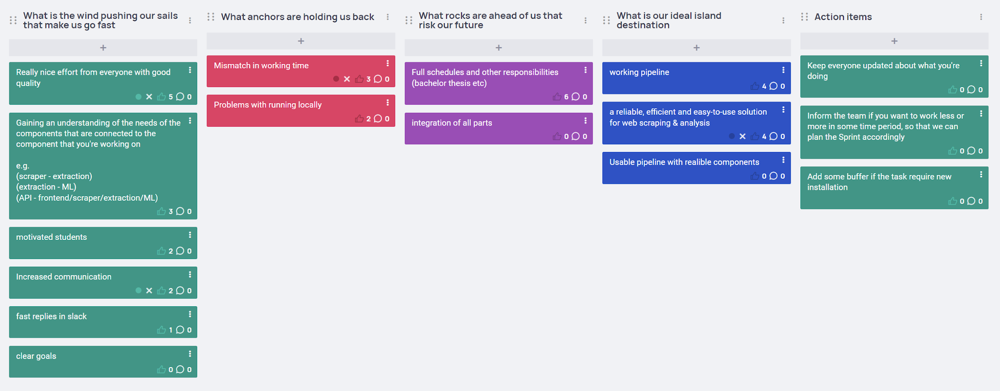 What is the wind pushing our sails
that make us go fast
+
Really nice effort from everyone with good
quality
5 0
Gaining an understanding of the needs of the
components that are connected to the
component that you're working on
e.g.
(scraper - extraction)
(extraction - ML)
(API - frontend/scraper/extraction/ML)
3 0
motivated students
2 0
Increased communication
2 0
fast replies in slack
1 0
clear goals
0 0
What anchors are holding us back
+
Mismatch in working time
3 0
Problems with running locally
2 0
What rocks are ahead of us that
risk our future
+
Full schedules and other responsibilities
(bachelor thesis etc)
6 0
integration of all parts
0 0
What is our ideal island
destination
+
working pipeline
4 0
a reliable, efficient and easy-to-use solution
for web scraping & analysis
4 0
Usable pipeline with realible components
0 0
Action items
+
Keep everyone updated about what you're
doing
0 0
Inform the team if you want to work less or
more in some time period, so that we can
plan the Sprint accordingly
0 0
Add some buffer if the task require new
installation
0 0